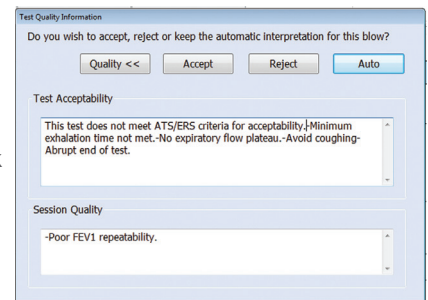 Test Quality Information
Do you wish to accept, reject or keep the automatic interpretation for this blow?
Quality << Accept Reject Auto
Test Acceptability
This test does not meet ATS/ERS criteria for acceptability.-Minimum
exhalation time not met.-No expiratory flow plateau.-Avoid coughing-
Abrupt end of test.
Session Quality
-Poor FEV1 repeatability.